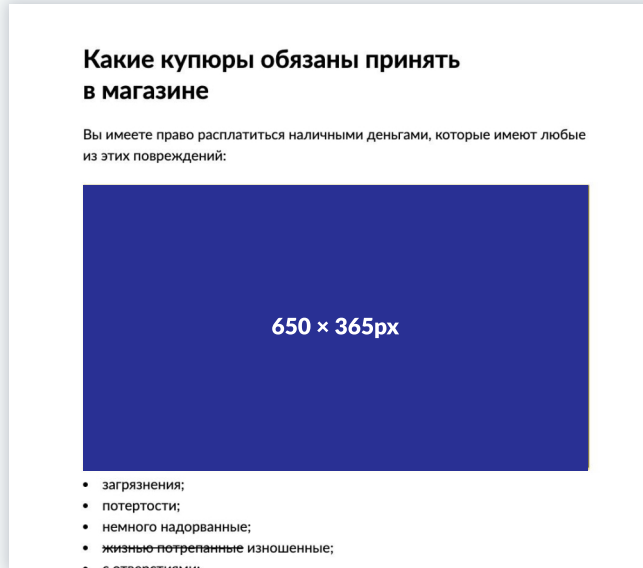 Какие купюры обязаны принять
в магазине
Вы имеете право расплатиться наличными деньгами, которые имеют любые
из этих повреждений:
650 × 365px
• загрязнения;
• потертости;
• немного надорванные;
• жизнью потрепанные изношенные;
• с отверстиями;